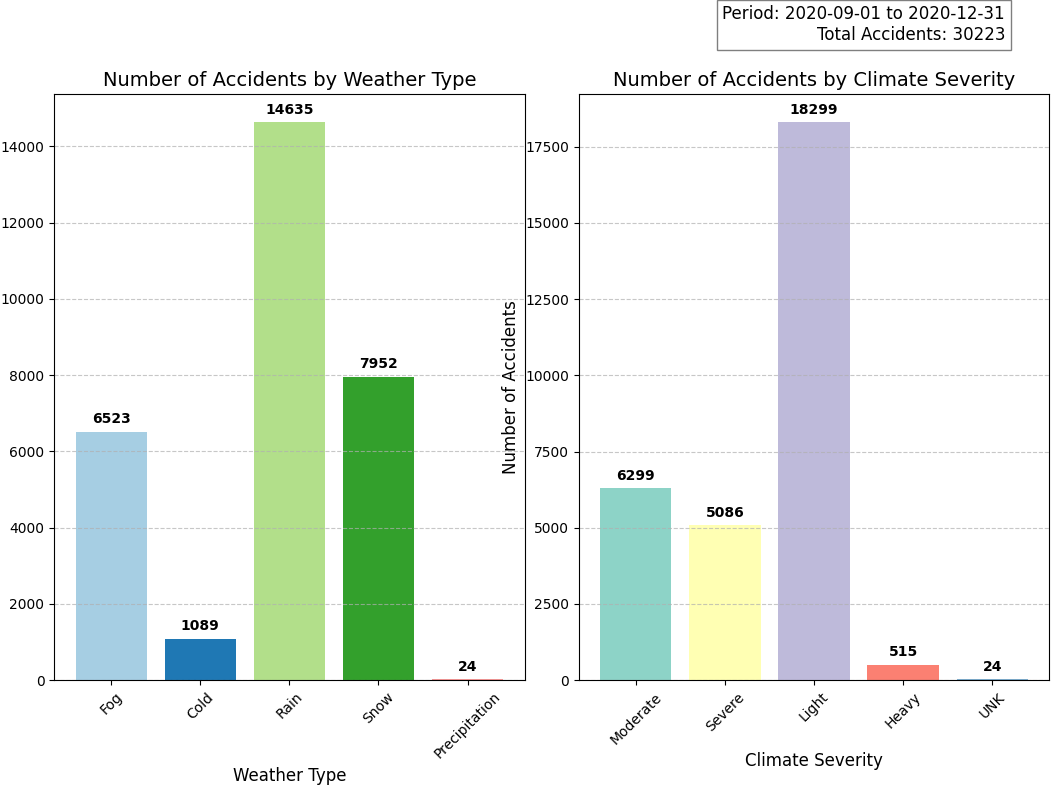 Period: 2020-09-01 to 2020-12-31
Total Accidents: 30223
Number of Accidents by Weather Type
14635
14000
12000
10000
8000
6000
4000
2000
0
7952
6523
1089
24
Fog
Cold
Rain
Snow
Precipitation
Weather Type
Number of Accidents by Climate Severity
Number of Accidents
18299
17500
15000
12500
10000
7500
5000
2500
0
6299
5086
515
24
Moderate
Severe
Light
Heavy
UNK
Climate Severity